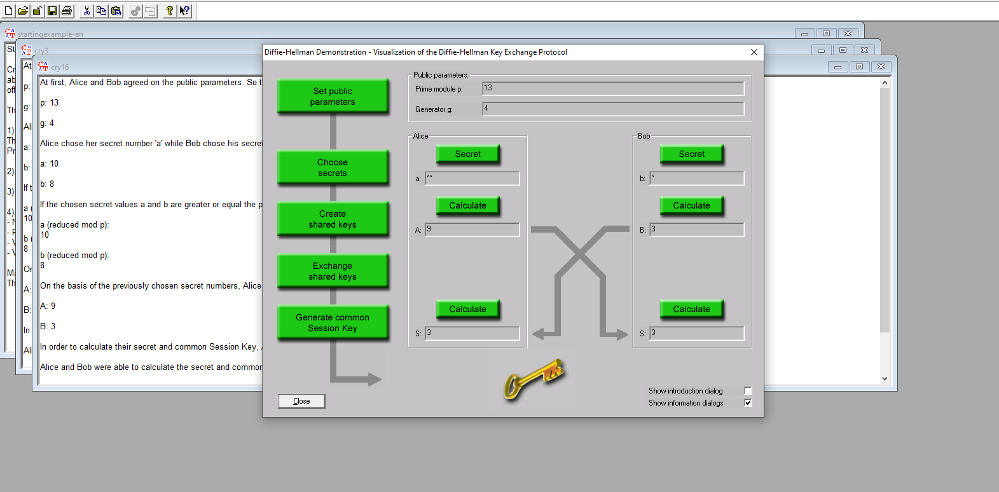 startingexample-en
St
Cr
ab
off
Th
1)
Th
Pr
2)
3)
4)
- N
- F
- V
- V
Ma
Th
cry3
At
p:
g:
Al
a:
b:
If t
a (
10
b (
8
Or
A:
B:
In
Al
cry16
At first, Alice and Bob agreed on the public parameters. So t
p: 13
g: 4
Alice chose her secret number 'a' while Bob chose his secret
a: 10
b: 8
If the chosen secret values a and b are greater or equal the p
a (reduced mod p):
10
b (reduced mod p):
8
On the basis of the previously chosen secret numbers, Alice
A: 9
B: 3
In order to calculate their secret and common Session Key,
Alice and Bob were able to calculate the secret and common
Diffie-Hellman Demonstration - Visualization of the Diffie-Hellman Key Exchange Protocol
Set public
parameters
Choose
secrets
Create
shared keys
Exchange
shared keys
Generate common
Session Key
Close
Public parameters:
Prime module p: 13
Generator g: 4
Alice
Secret
a: **
Calculate
A: 9
Calculate
S: 3
Bob
Secret
b: *
Calculate
B: 3
Calculate
S: 3
Show introduction dialog
Show information dialogs